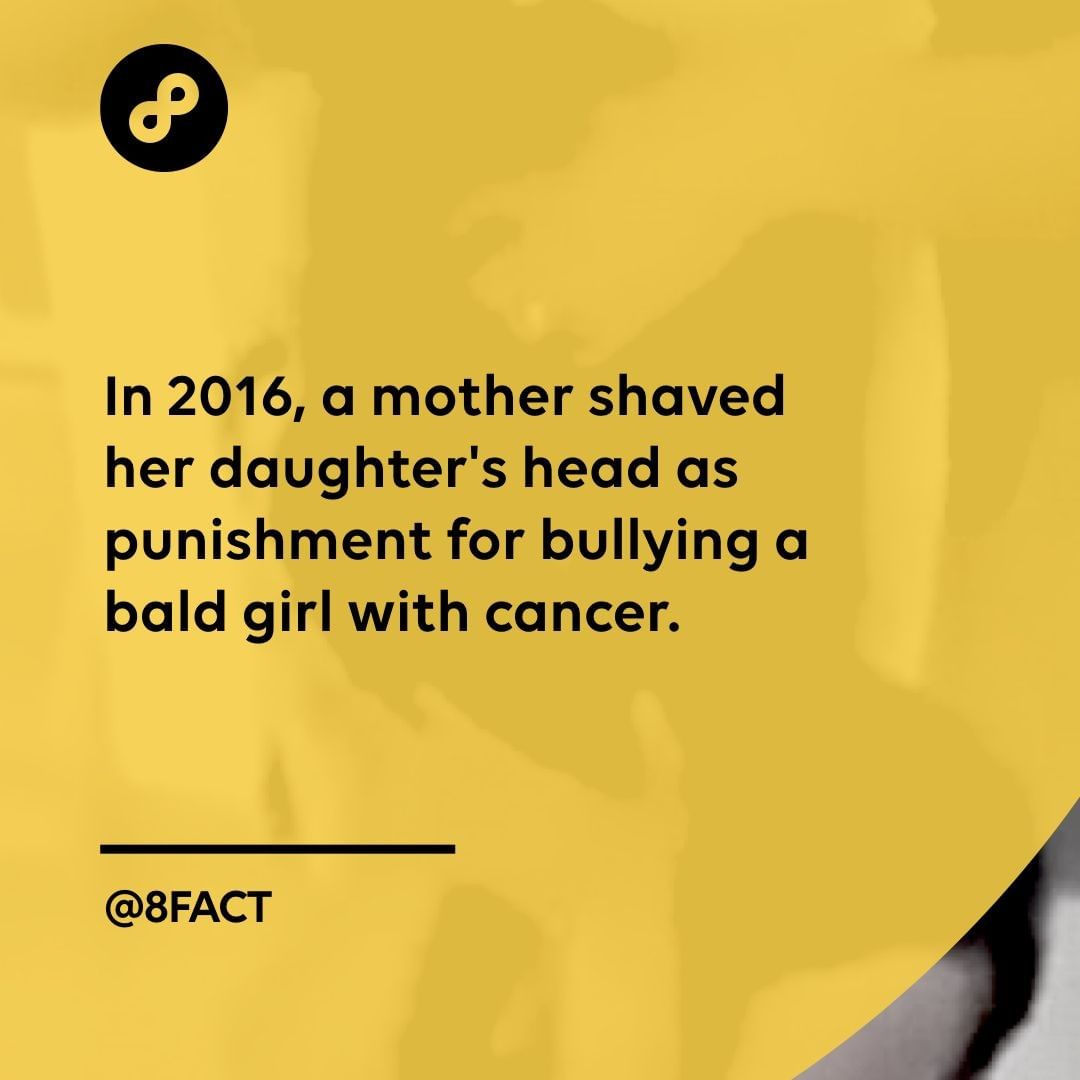 In 2016, a mother shaved
her daughter's head as
punishment for bullying a
bald girl with cancer.
@8FACT